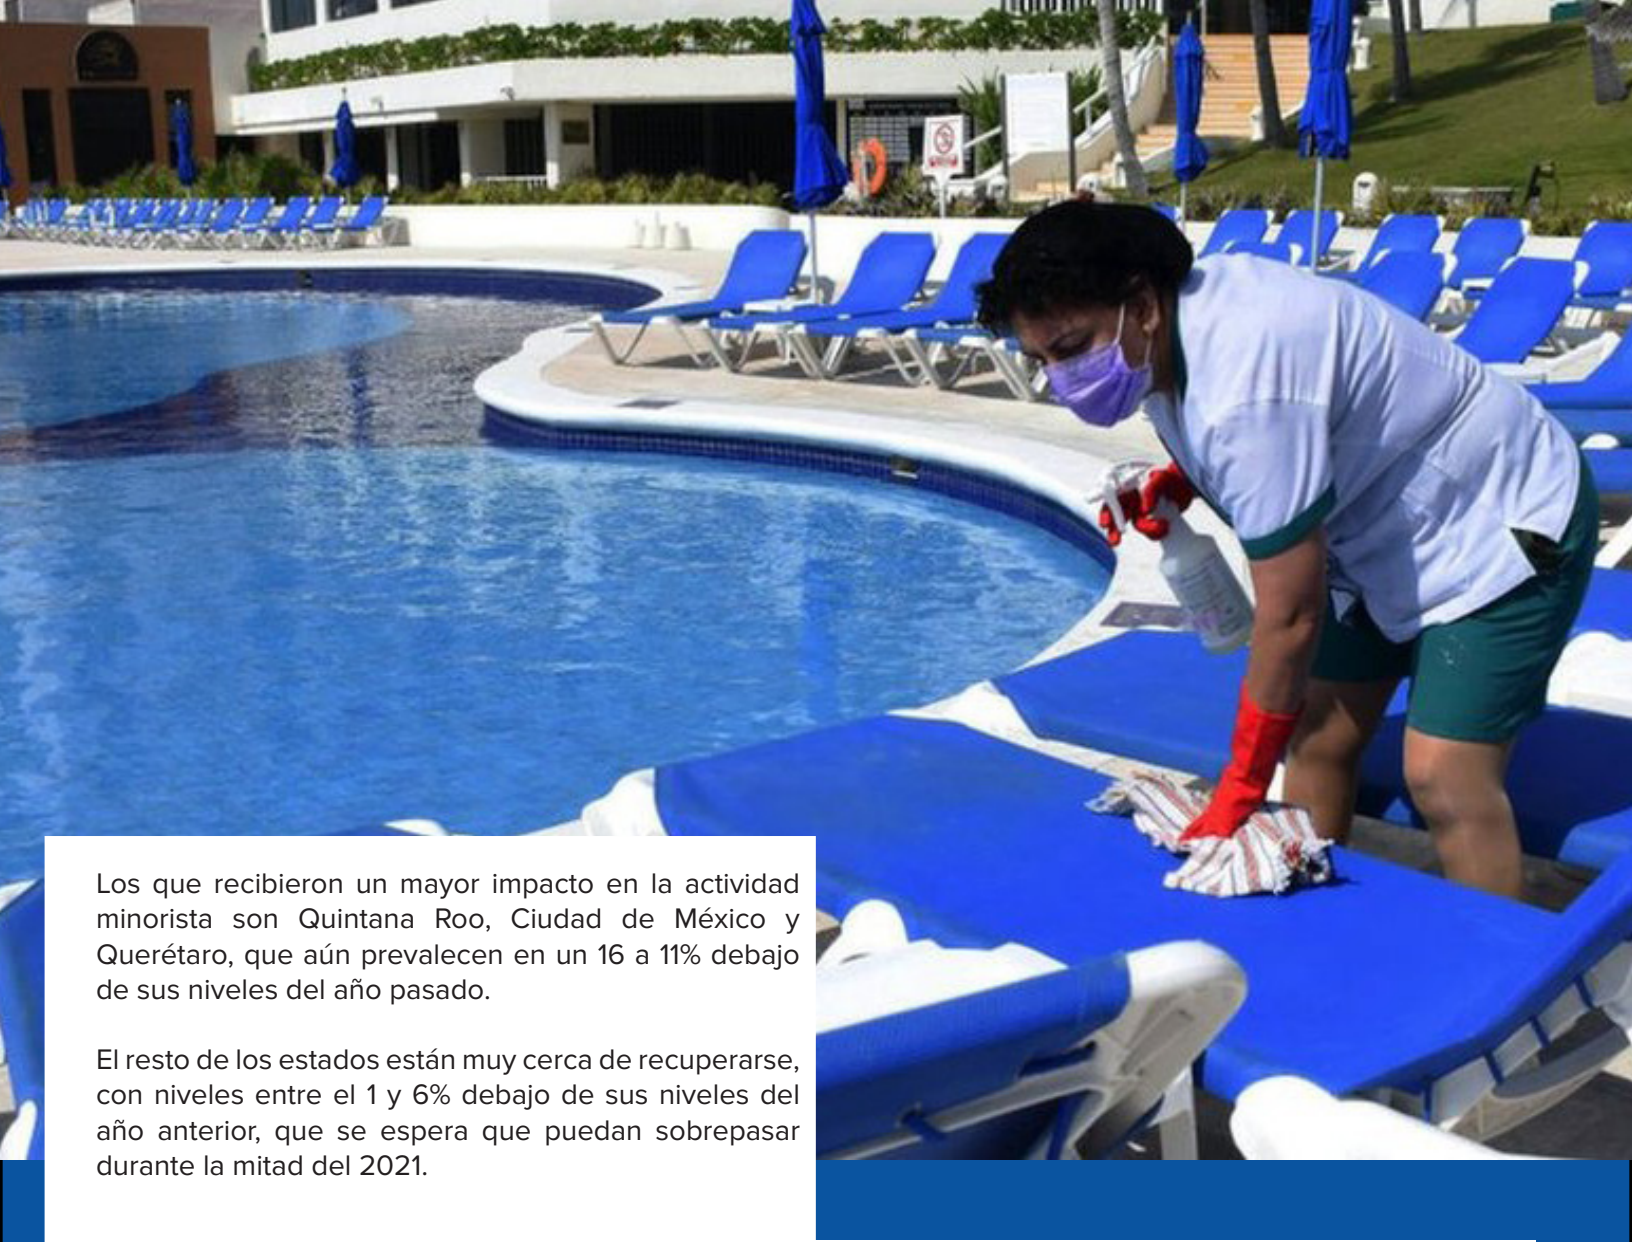 Los que recibieron un mayor impacto en la actividad
minorista son Quintana Roo, Ciudad de México y
Querétaro, que aún prevalecen en un 16 a 11% debajo
de sus niveles del año pasado.
El resto de los estados están muy cerca de recuperarse,
con niveles entre el 1 y 6% debajo de sus niveles del
año anterior, que se espera que puedan sobrepasar
durante la mitad del 2021.